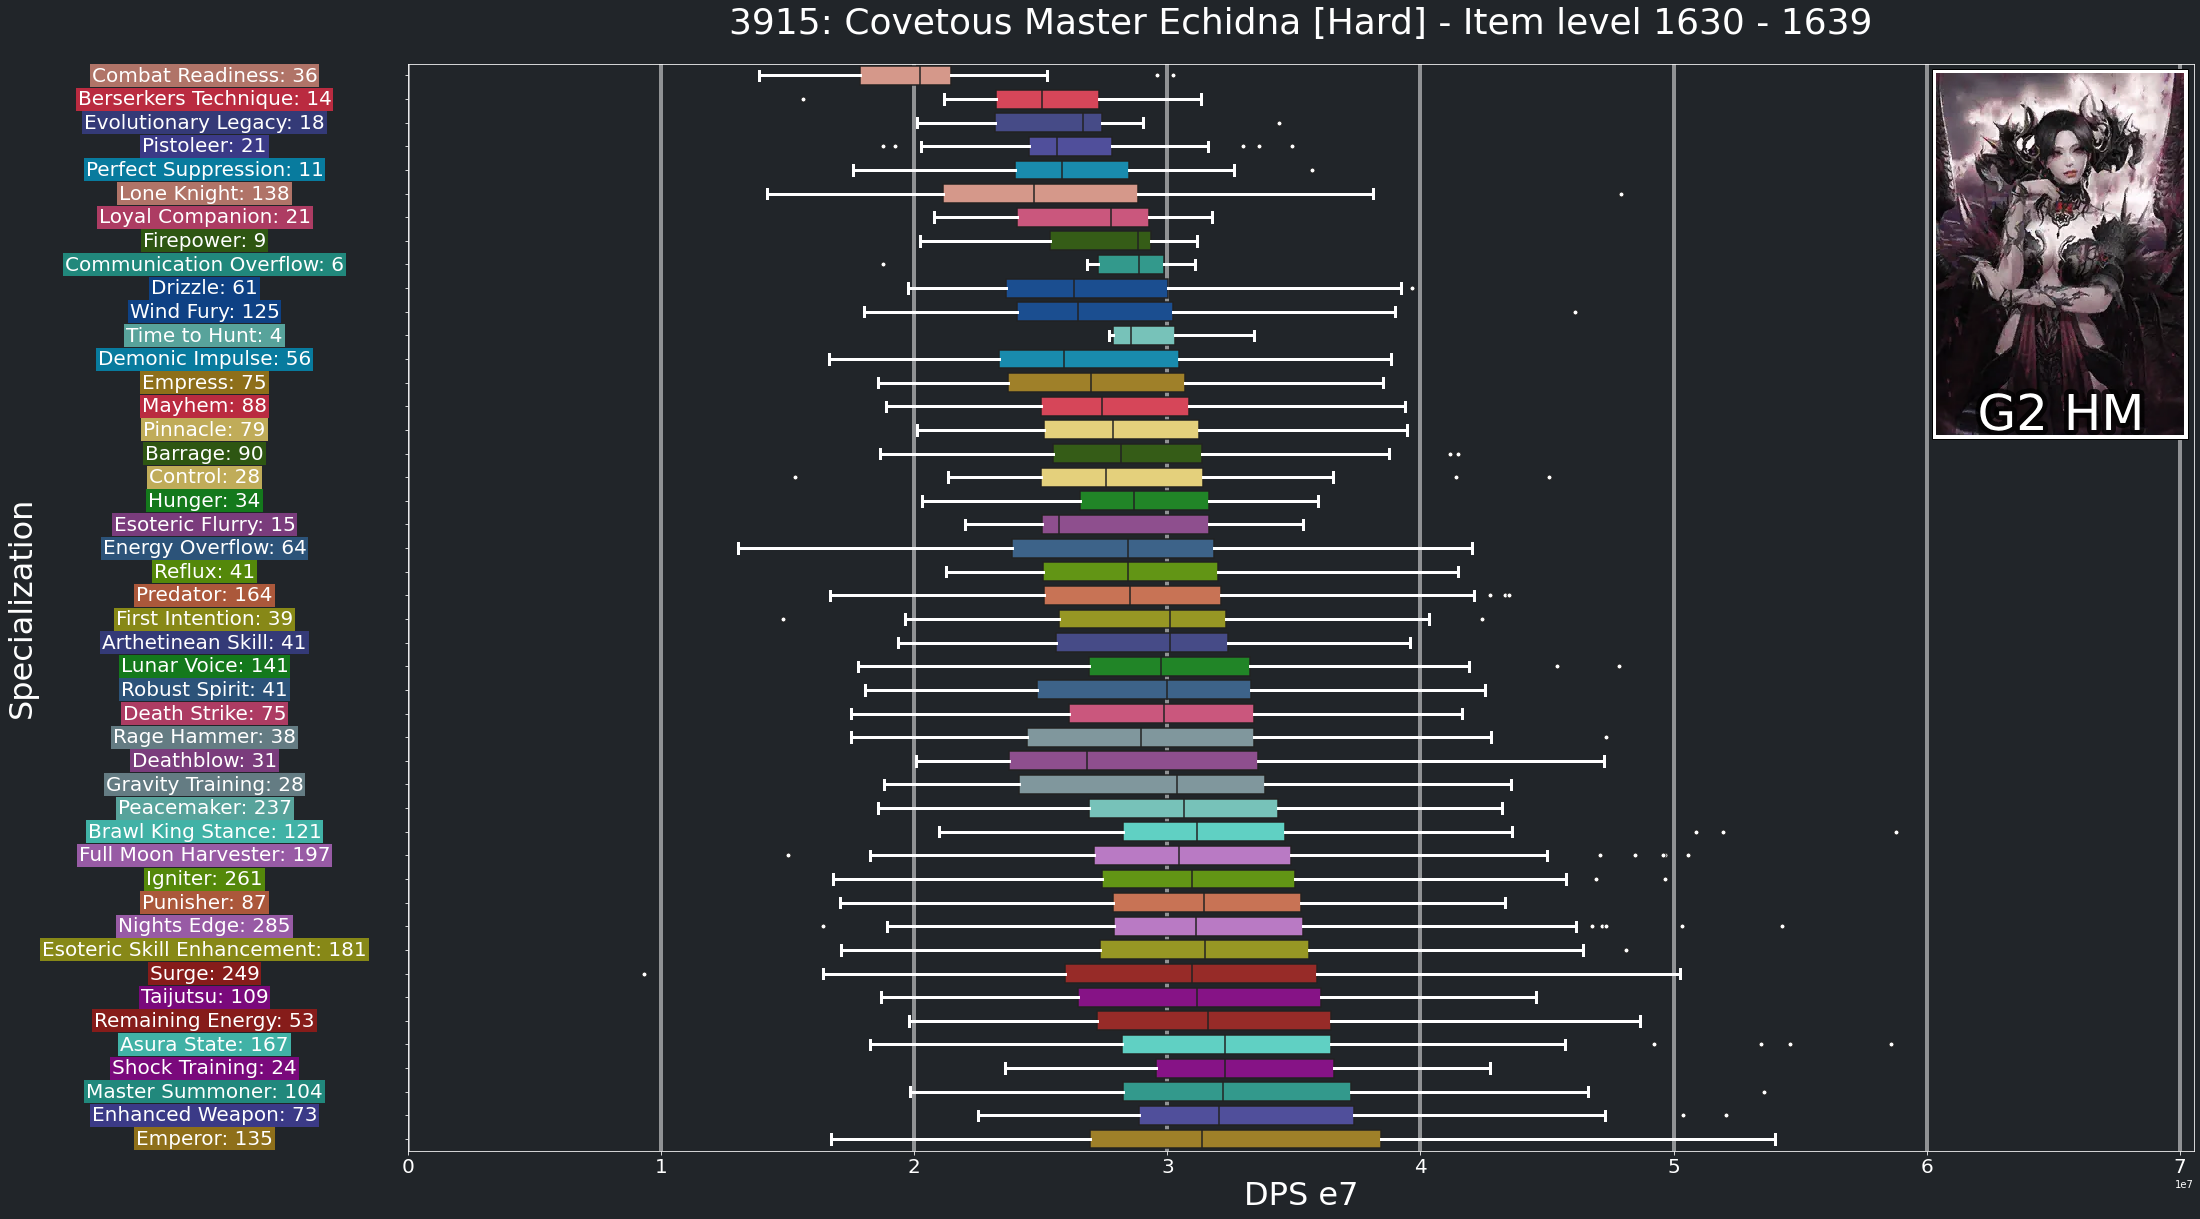 3915: Covetous Master Echidna [Hard] - Item level 1630 - 1639
Combat Readiness: 36
Berserkers Technique: 14
Evolutionary Legacy: 18
Pistoleer: 21
Perfect Suppression: 11
Lone Knight: 138
Loyal Companion: 21
Firepower: 9
Communication Overflow: 6
Drizzle: 61
Wind Fury: 125
Time to Hunt: 4
Demonic Impulse: 56
Empress: 75
Mayhem: 88
Pinnacle: 79
Barrage: 90
Control: 28
Hunger: 34
Esoteric Flurry: 15
Energy Overflow: 64
Reflux: 41
Predator: 164
First Intention: 39
Arthetinean Skill: 41
Lunar Voice: 141
Robust Spirit: 41
Death Strike: 75
Rage Hammer: 38
Deathblow: 31
Gravity Training: 28
Peacemaker: 237
Brawl King Stance: 121
Full Moon Harvester: 197
Igniter: 261
Punisher: 87
Nights Edge: 285
Esoteric Skill Enhancement: 181
Surge: 249
Taijutsu: 109
Remaining Energy: 53
Asura State: 167
Shock Training: 24
Master Summoner: 104
Enhanced Weapon: 73
Emperor: 135
Specialization
G2 HM
0 1 2 3 4 5 6 7
1e7
DPS e7